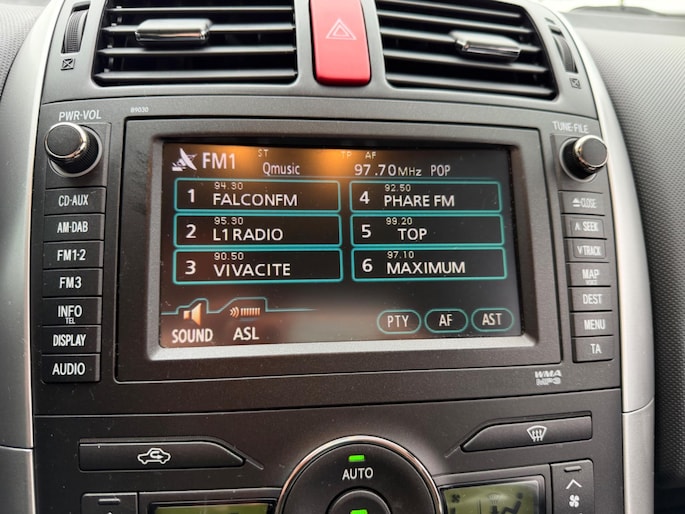 PWR·VOL
B9030
TUNE·FILE
FM1
ST
TP
AF
Qmusic
97.70MHz
POP
1
94.30
FALCONFM
4
92.50
PHARE FM
2
95.30
L1RADIO
5
99.20
TOP
3
90.50
VIVACITE
6
97.10
MAXIMUM
SOUND
ASL
PTY
AF
AST
CD·AUX
AM·DAB
FM1·2
FM3
INFO
TEL
DISPLAY
AUDIO
CLOSE
SEEK
TRACK
MAP
DEST
MENU
TA
WMA
MP3
AUTO